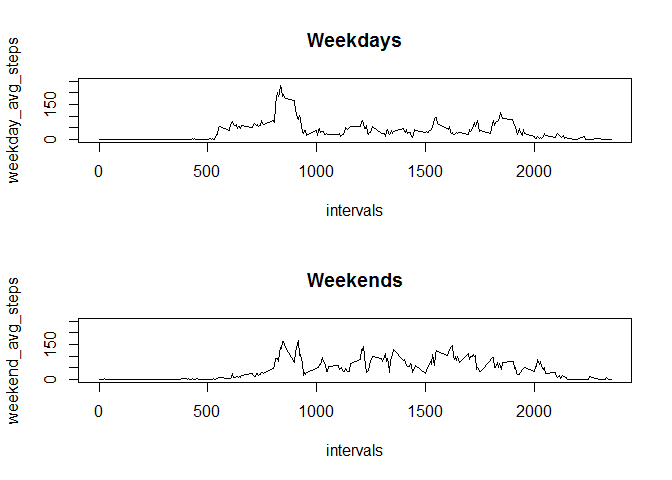 Weekdays
weekday_avg_steps
150
0
0 500 1000 1500 2000
intervals
Weekends
weekend_avg_steps
150
0
0 500 1000 1500 2000
intervals